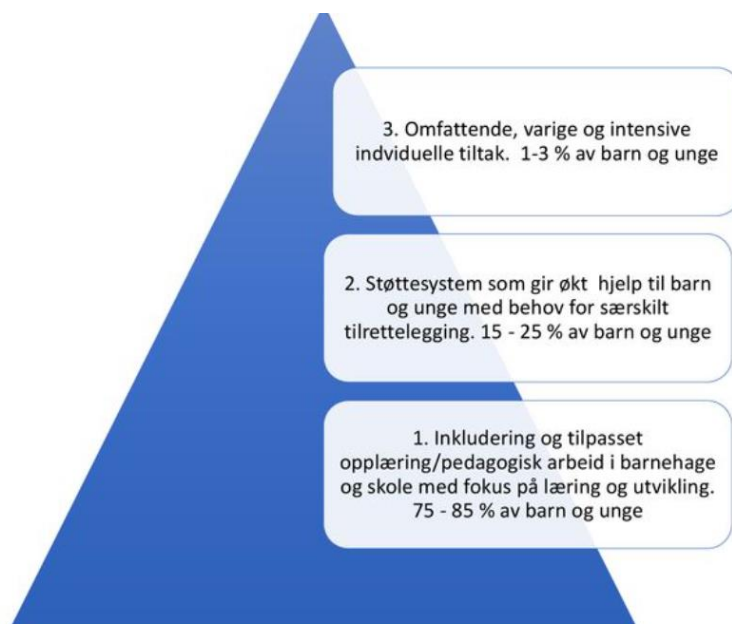 3. Omfattende, varige og intensive
indviduelle tiltak.  1-3 % av barn og unge
2. Støttesystem som gir økt  hjelp til barn
og unge med behov for særskilt
tilrettelegging. 15 - 25 % av barn og unge
1. Inkludering og tilpasset
opplæring/pedagogisk arbeid i barnehage
og skole med fokus på læring og utvikling.
75 - 85 % av barn og unge